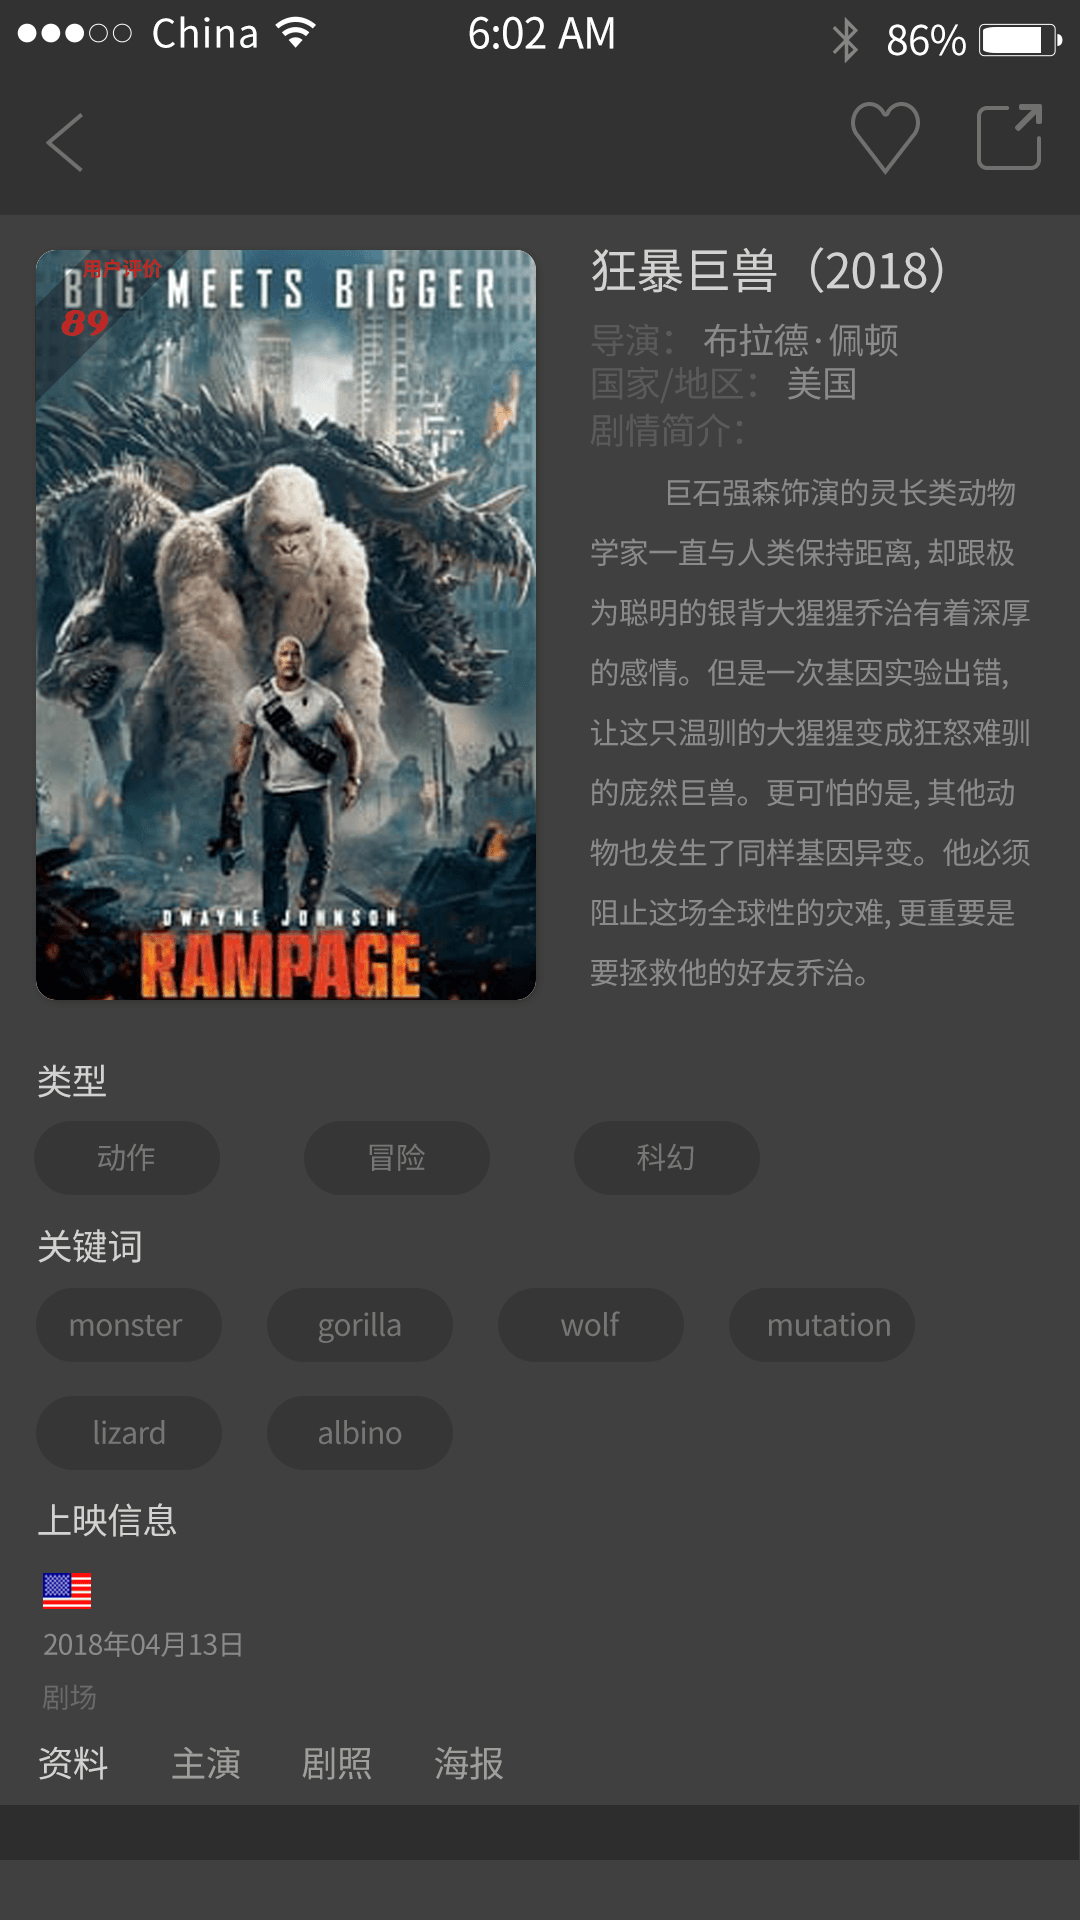 China
6:02 AM
86%
用户评价
89
BIG MEETS BIGGER
DWAYNE JOHNSON
RAMPAGE
狂暴巨兽（2018）
导演： 布拉德·佩顿
国家/地区： 美国
剧情简介：
巨石强森饰演的灵长类动物
学家一直与人类保持距离, 却跟极
为聪明的银背大猩猩乔治有着深厚
的感情。但是一次基因实验出错,
让这只温驯的大猩猩变成狂怒难驯
的庞然巨兽。更可怕的是, 其他动
物也发生了同样基因异变。他必须
阻止这场全球性的灾难, 更重要是
要拯救他的好友乔治。
类型
动作 冒险 科幻
关键词
monster gorilla wolf mutation
lizard albino
上映信息
2018年04月13日
剧场
资料 主演 剧照 海报